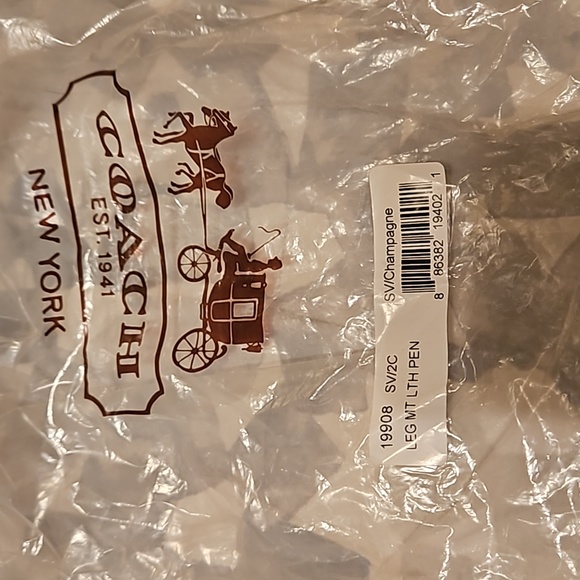 COACH
EST. 1941
NEW YORK
19908 SV/2C SV/Champagne
LEG MT LTH PEN
8 86382 19402 1